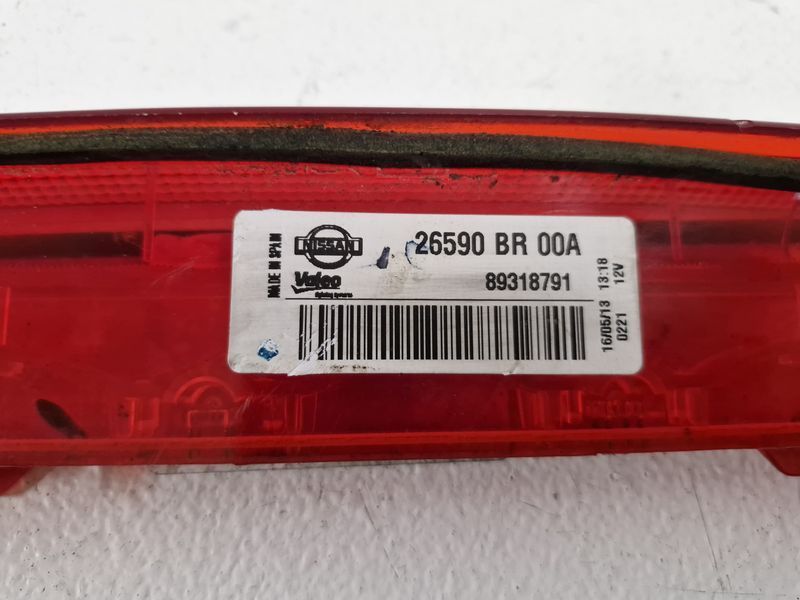 MADE IN SPAIN
NISSAN
Valeo
26590 BR 00A
89318791
16/05/13 13:18
0221 12V